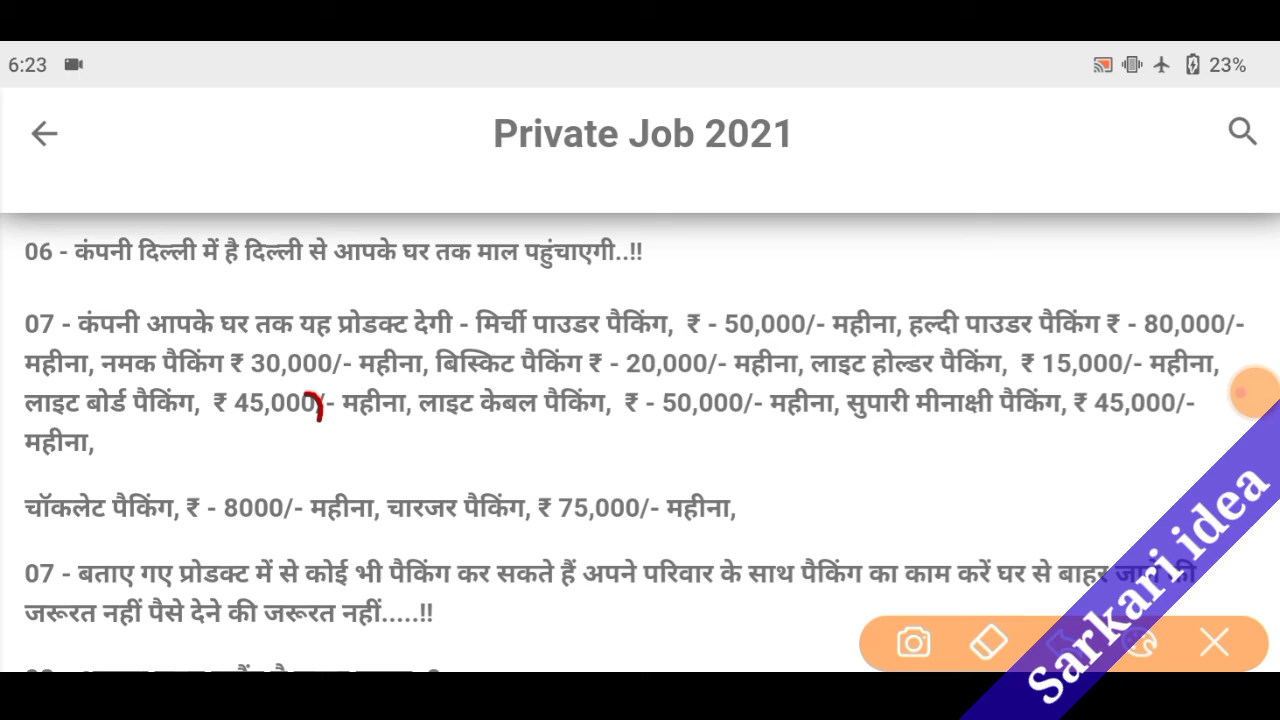 6:23
23%
Private Job 2021
06 - कंपनी दिल्ली में है दिल्ली से आपके घर तक माल पहुंचाएगी..!!
07 - कंपनी आपके घर तक यह प्रोडक्ट देगी - मिर्ची पाउडर पैकिंग, ₹ - 50,000/- महीना, हल्दी पाउडर पैकिंग ₹ - 80,000/-
महीना, नमक पैकिंग ₹ 30,000/- महीना, बिस्किट पैकिंग ₹ - 20,000/- महीना, लाइट होल्डर पैकिंग, ₹ 15,000/- महीना,
लाइट बोर्ड पैकिंग, ₹ 45,000/- महीना, लाइट केबल पैकिंग, ₹ - 50,000/- महीना, सुपारी मीनाक्षी पैकिंग, ₹ 45,000/-
महीना,
चॉकलेट पैकिंग, ₹ - 8000/- महीना, चारजर पैकिंग, ₹ 75,000/- महीना,
07 - बताए गए प्रोडक्ट में से कोई भी पैकिंग कर सकते हैं अपने परिवार के साथ पैकिंग का काम करें घर से बाहर जाने की
जरूरत नहीं पैसे देने की जरूरत नहीं.....!!
Sarkari idea